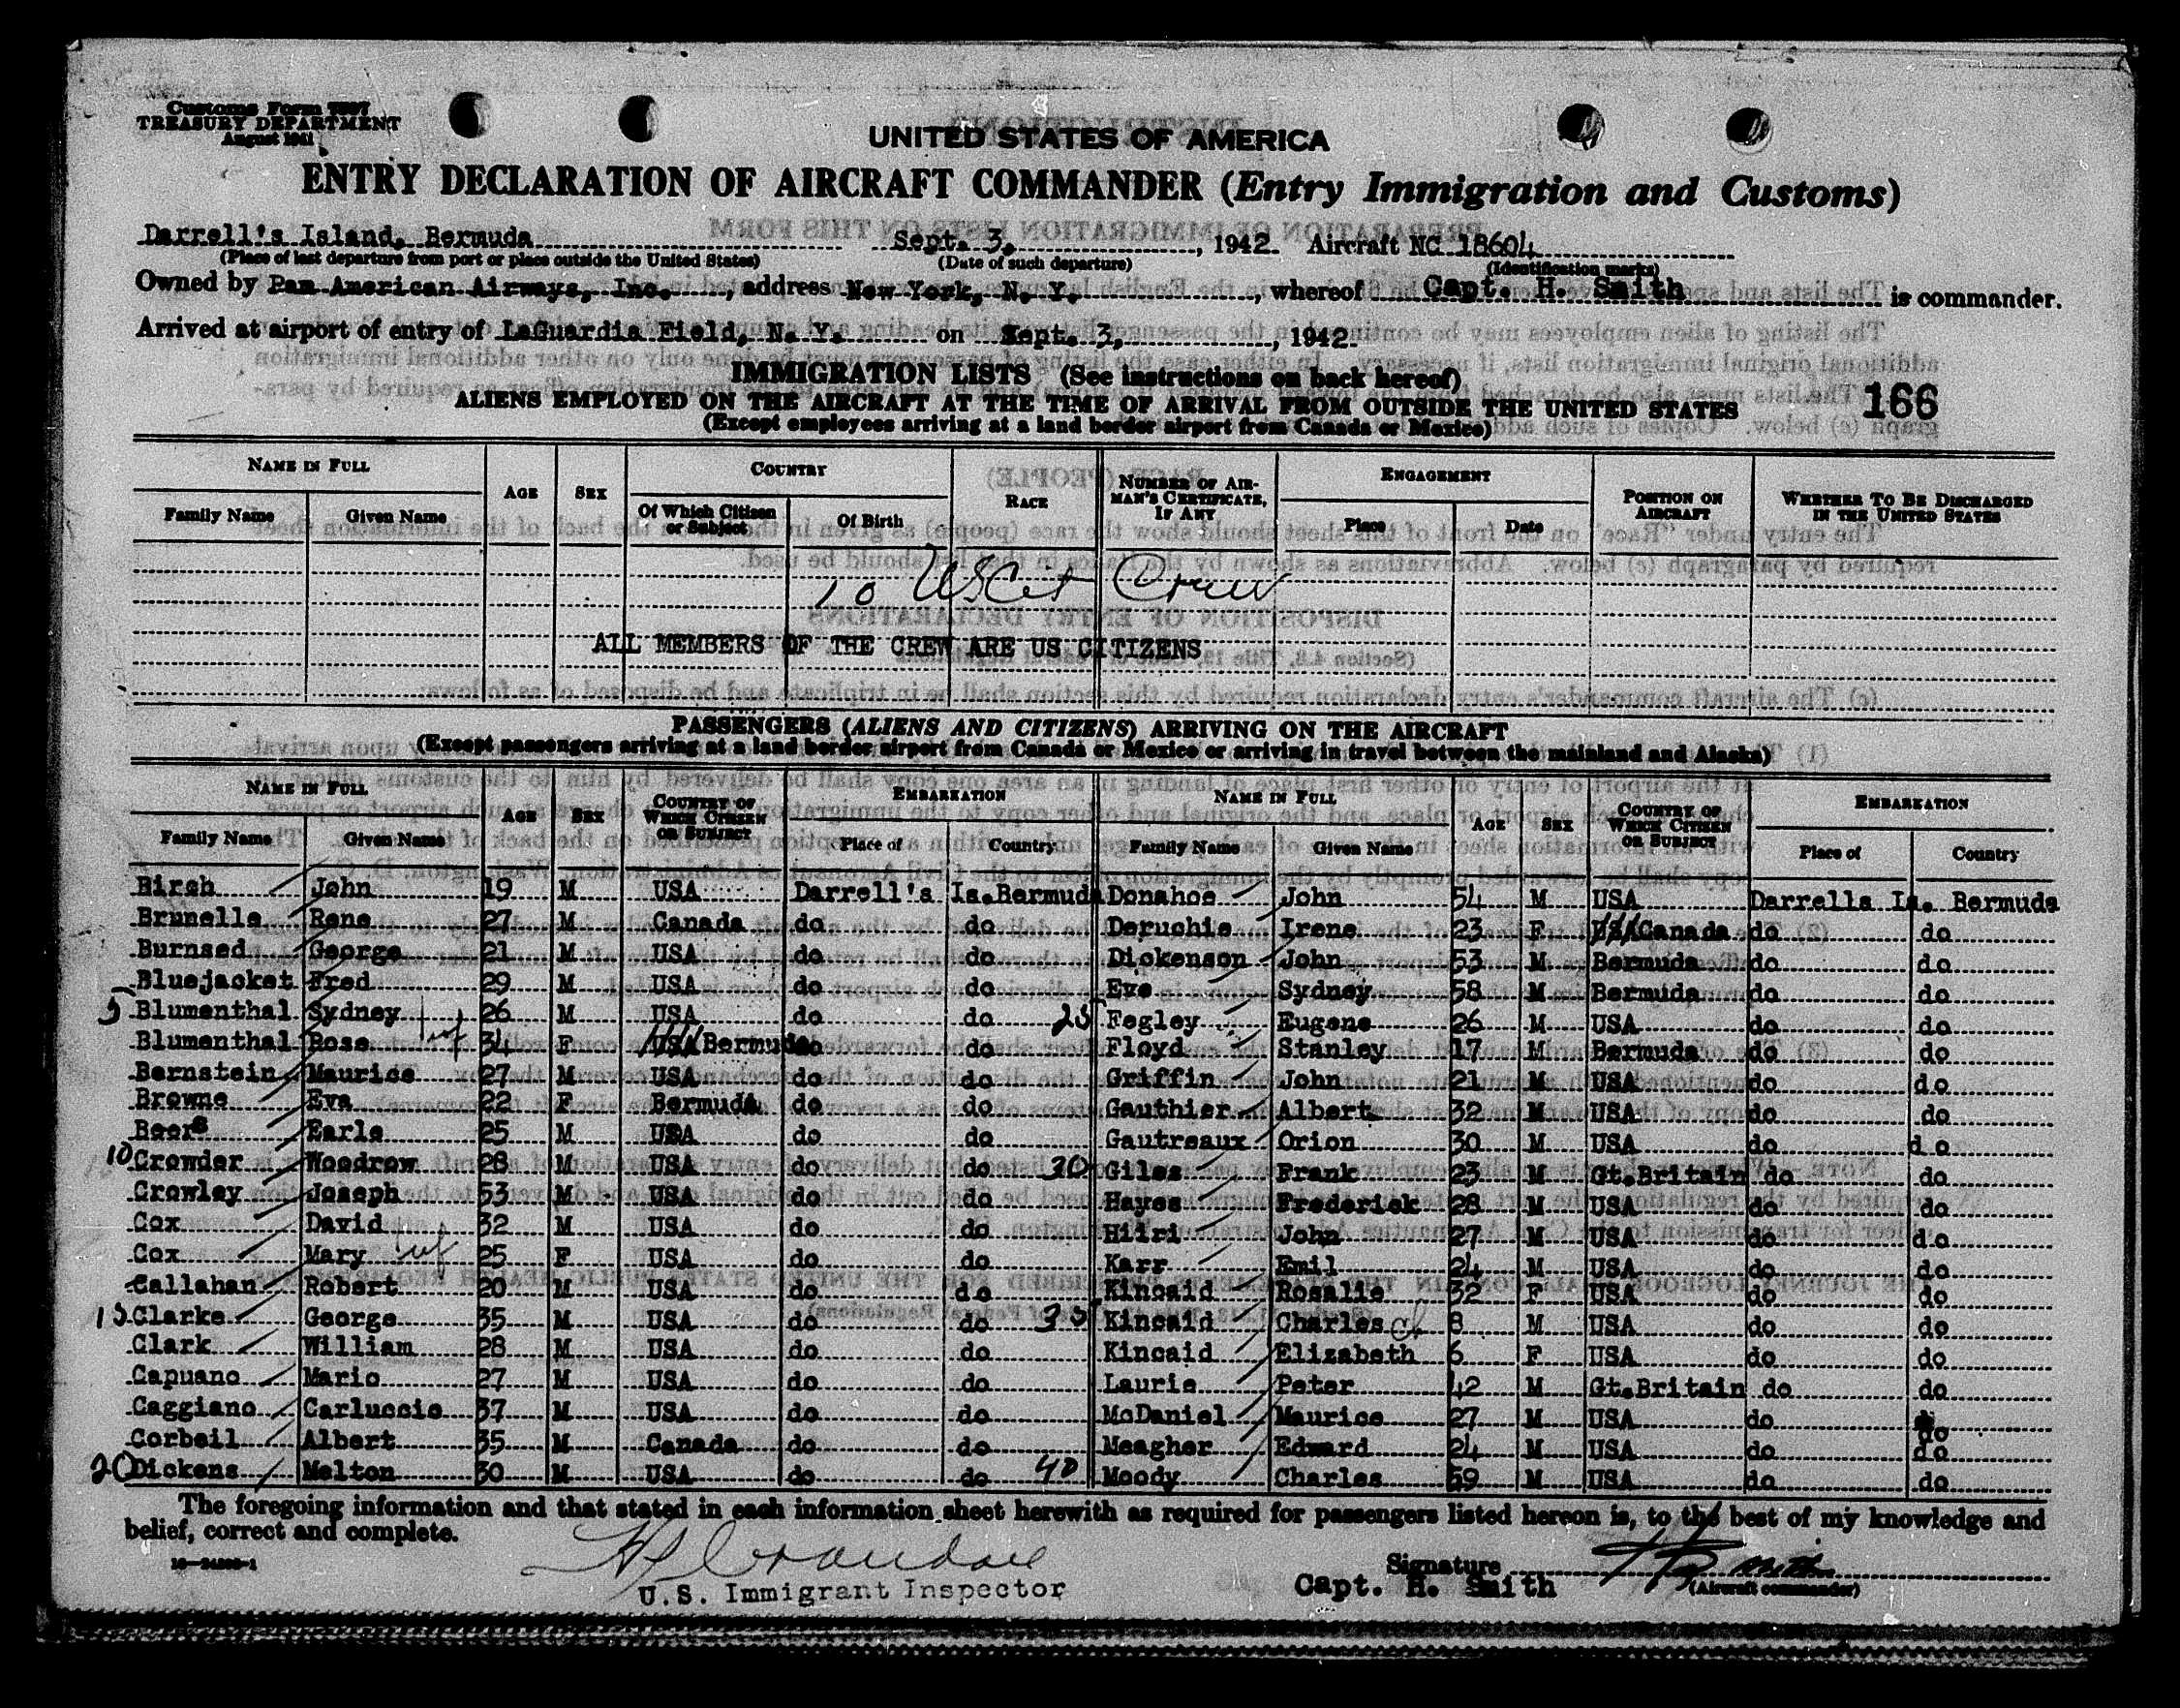 Customs Form 7507
TREASURY DEPARTMENT
August 1941
UNITED STATES OF AMERICA
ENTRY DECLARATION OF AIRCRAFT COMMANDER (Entry Immigration and Customs)
Darrell's Island, Bermuda Sept. 3, 1942 Aircraft NC 18604
(Place of last departure from port or place outside the United States) (Date of such departure) (Identification marks)
Owned by Pan American Airways, Inc. , address New York, N. Y. , whereof Capt. H. Smith is commander.
Arrived at airport of entry of LaGuardia Field, N. Y. on Sept. 3, , 1942
IMMIGRATION LISTS (See instructions on back hereof)
ALIENS EMPLOYED ON THE AIRCRAFT AT THE TIME OF ARRIVAL FROM OUTSIDE THE UNITED STATES 166
(Except employees arriving at a land border airport from Canada or Mexico)
NAME IN FULL AGE SEX COUNTRY RACE NUMBER OF AIRMAN'S CERTIFICATE, IF ANY ENGAGEMENT POSITION ON AIRCRAFT WHETHER TO BE DISCHARGED IN THE UNITED STATES
Family Name Given Name Of Which Citizen or Subject Of Birth Place Date
10 USCit Crew
ALL MEMBERS OF THE CREW ARE US CITIZENS
PASSENGERS (ALIENS AND CITIZENS) ARRIVING ON THE AIRCRAFT
(Except passengers arriving at a land border airport from Canada or Mexico or arriving in travel between the mainland and Alaska)
NAME IN FULL AGE SEX COUNTRY OF WHICH CITIZEN OR SUBJECT EMBARKATION NAME IN FULL AGE SEX COUNTRY OF WHICH CITIZEN OR SUBJECT EMBARKATION
Family Name Given Name Place of Country Family Name Given Name Place of Country
Birch John 19 M USA Darrell's Is.Bermuda Donahoe John 54 M USA Darrells Is. Bermuda
Brunelle Rene 27 M Canada do do Deruchie Irene 23 F Canada do do
Burnsed George 21 M USA do do Dickenson John 53 M Bermuda do do
Bluejacket Fred 29 M USA do do Eve Sydney 58 M Bermuda do do
5 Blumenthal Sydney 26 M USA do do 25 Fegley Eugene 26 M USA do do
Blumenthal Rose wf 34 F USA Bermuda do do Floyd Stanley 17 M Bermuda do do
Bernstein Maurice 27 M USA do do Griffin John 21 M USA do do
Browne Eva 22 F Bermuda do do Gauthier Albert 32 M USA do do
Beers Earle 25 M USA do do Gautreaux Orion 30 M USA do do
10 Crowder Woodrow 28 M USA do do 30 Giles Frank 23 M Gt.Britain do do
Crowley Joseph 53 M USA do do Hayes Frederick 28 M USA do do
Cox David 32 M USA do do Hilri John 27 M USA do do
Cox Mary wf 25 F USA do do Karr Emil 24 M USA do do
Callahan Robert 20 M USA do do Kincaid Rosalie 32 F USA do do
15 Clarke George 35 M USA do do 35 Kincaid Charles ch 8 M USA do do
Clark William 28 M USA do do Kincaid Elizabeth 6 F USA do do
Capuano Mario 27 M USA do do Laurie Peter 42 M Gt.Britain do do
Caggiano Carluccio 37 M USA do do McDaniel Maurice 27 M USA do do
Corbeil Albert 35 M Canada do do Meagher Edward 24 M USA do do
20 Dickens Melton 30 M USA do do 40 Moody Charles 59 M USA do do
The foregoing information and that stated in each information sheet herewith as required for passengers listed hereon is, to the best of my knowledge and
belief, correct and complete.
Signature H Smith
U.S. Immigrant Inspector Capt. H. Smith (Aircraft commander)